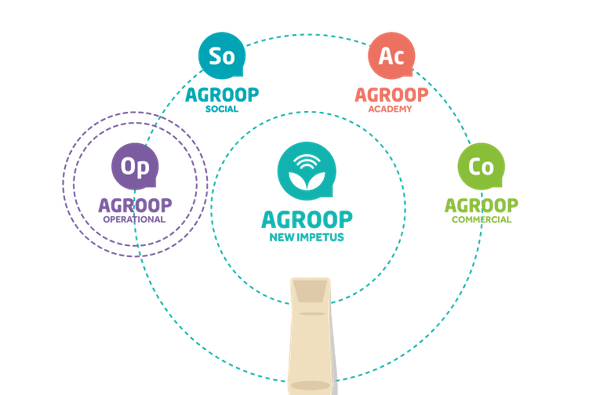 So
AGROOP
SOCIAL
Ac
AGROOP
ACADEMY
Op
AGROOP
OPERATIONAL
AGROOP
NEW IMPETUS
Co
AGROOP
COMMERCIAL